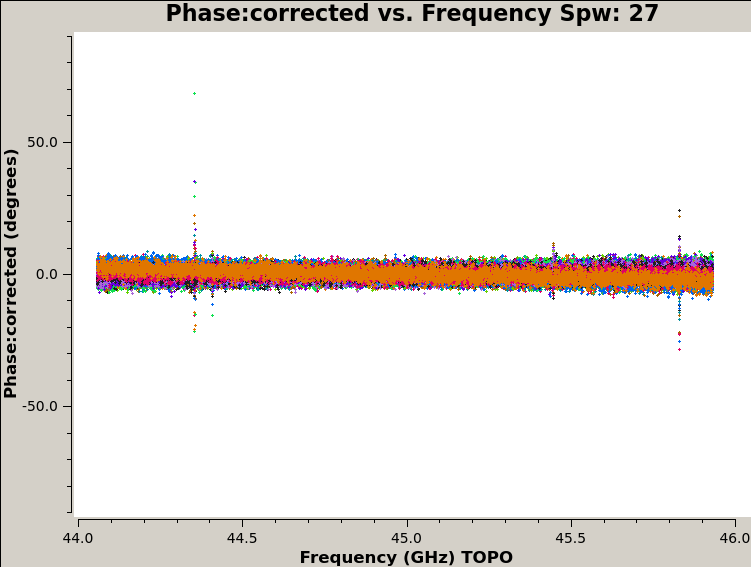 Phase:corrected vs. Frequency Spw: 27
Phase:corrected (degrees)
50.0
0.0
-50.0
44.0 44.5 45.0 45.5 46.0
Frequency (GHz) TOPO